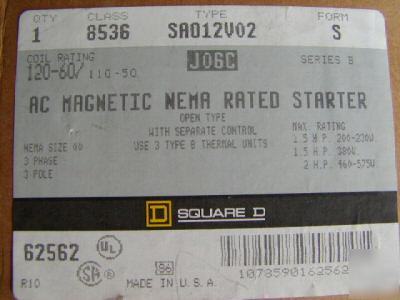 QTY CLASS TYPE FORM
1 8536 SAO12V02 S
COIL RATING J06C SERIES B
120-60/110-50
AC MAGNETIC NEMA RATED STARTER
OPEN TYPE
WITH SEPARATE CONTROL
USE 3 TYPE B THERMAL UNITS
NEMA SIZE 00
3 PHASE
3 POLE
MAX. RATING
1.5 H.P. 200-230V
1.5 H.P. 380V
2 H.P. 460-575V
D SQUARE D
62562 UL
R10 SA MADE IN U.S.A.
1078590162562